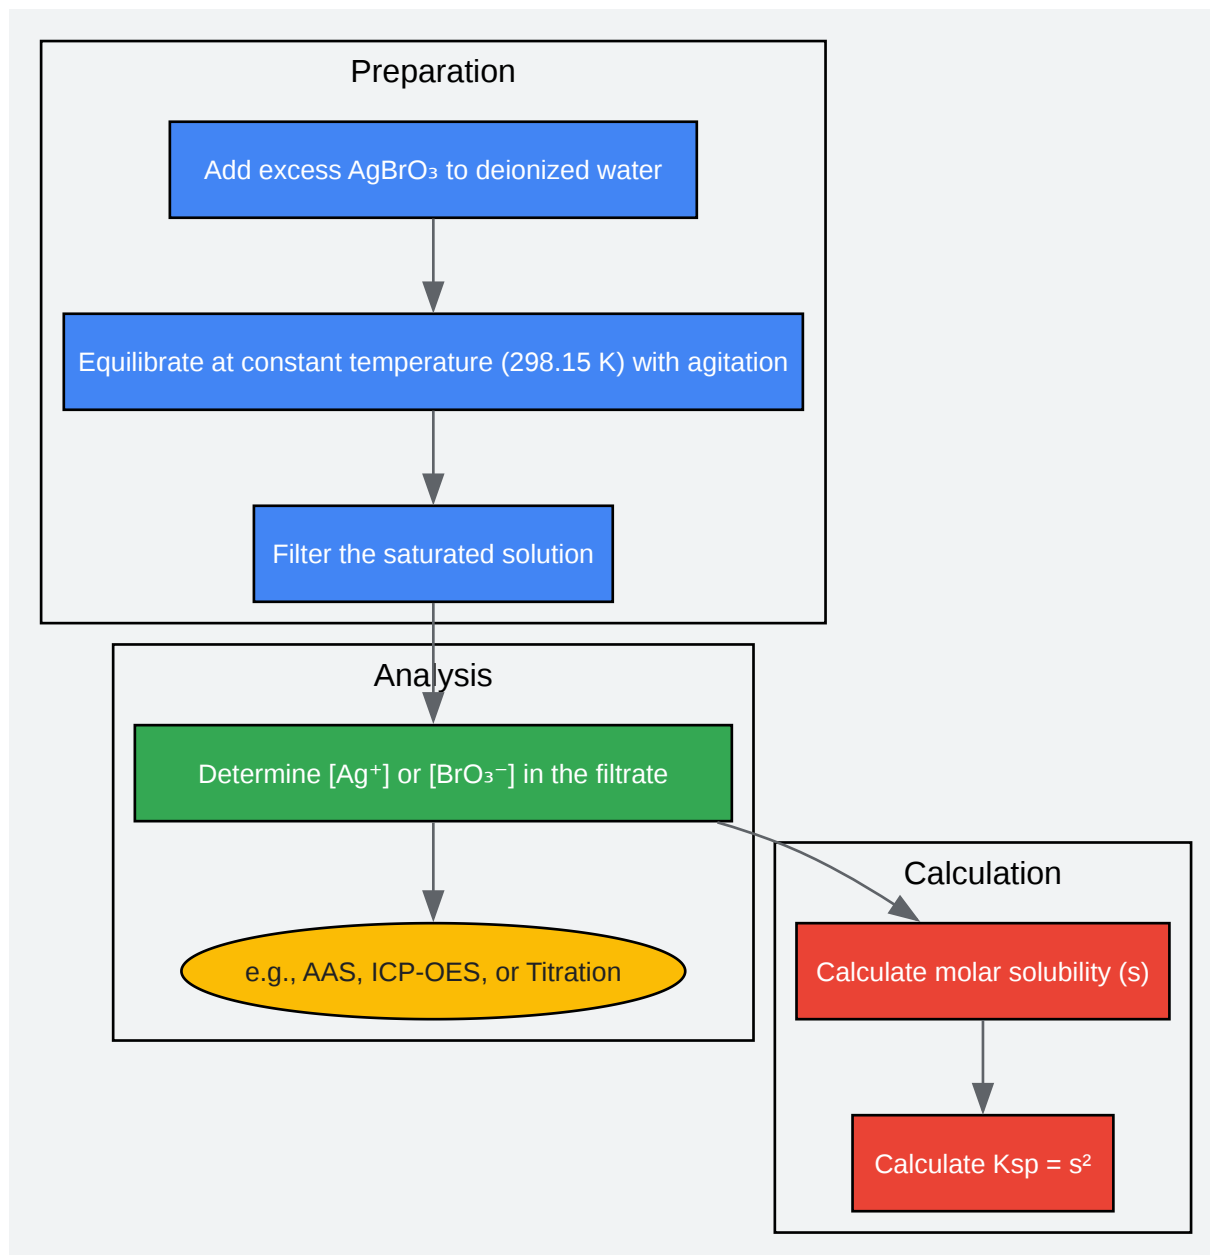 Preparation
Add excess AgBrO₃ to deionized water
Equilibrate at constant temperature (298.15 K) with agitation
Filter the saturated solution
Analysis
Determine [Ag⁺] or [BrO₃⁻] in the filtrate
e.g., AAS, ICP-OES, or Titration
Calculation
Calculate molar solubility (s)
Calculate Ksp = s²